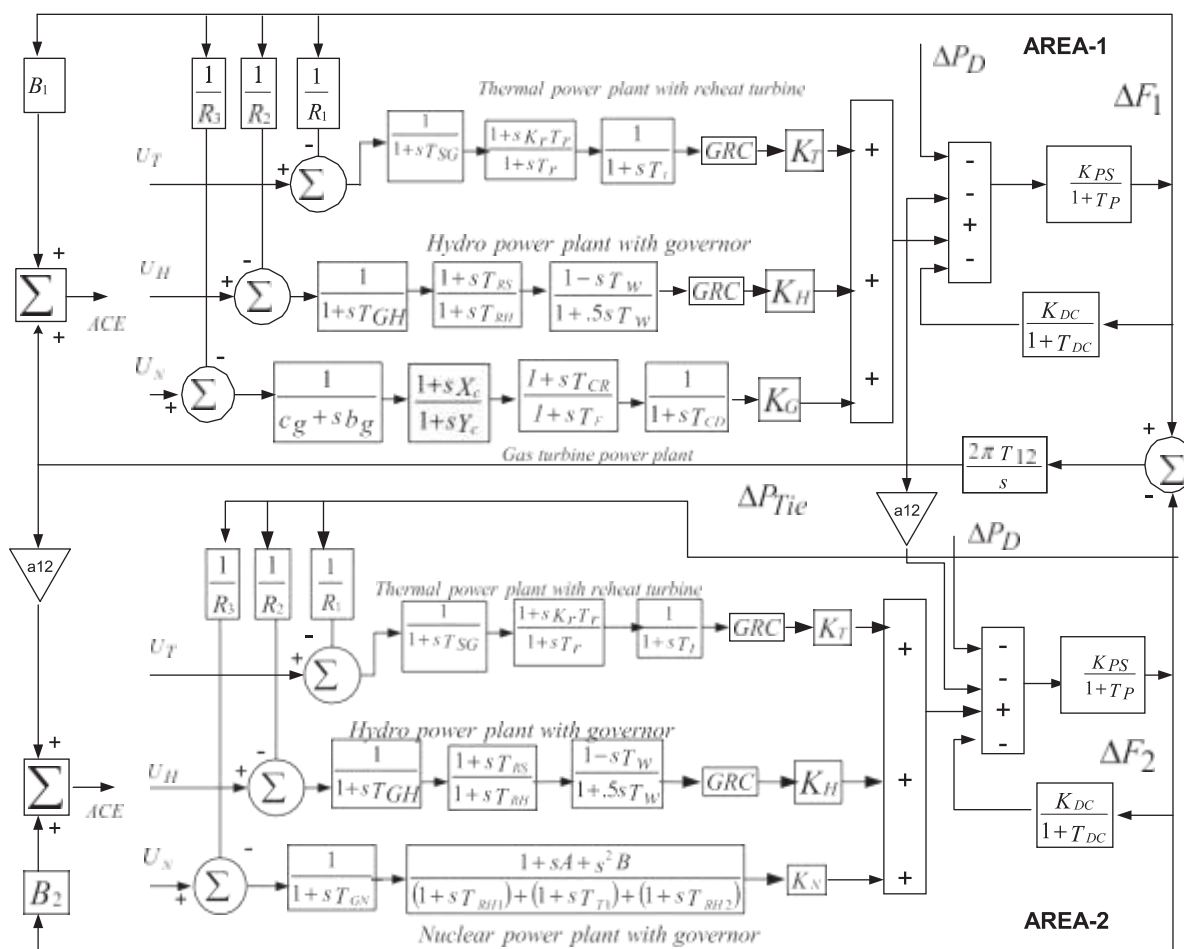 AREA-1
ΔP_D
ΔF_1
B_1
1/R_3
1/R_2
1/R_1
Thermal power plant with reheat turbine
U_T
+
-
Σ
1/(1+sT_SG)
(1+sK_rT_r)/(1+sT_r)
1/(1+sT_t)
GRC
K_T
+
-
-
+
-
K_PS/(1+T_P)
Hydro power plant with governor
U_H
+
-
Σ
1/(1+sT_GH)
(1+sT_RS)/(1+sT_RH)
(1-sT_w)/(1+.5sT_w)
GRC
K_H
+
+
Σ
+
ACE
K_DC/(1+T_DC)
U_N
+
-
Σ
1/(c_g+sb_g)
(1+sX_c)/(1+sY_c)
(1+sT_CR)/(1+sT_F)
1/(1+sT_CD)
K_G
+
Gas turbine power plant
2π T_12/s
+
Σ
-
ΔP_Tie
a12
a12
ΔP_D
1/R_3
1/R_2
1/R_1
Thermal power plant with reheat turbine
U_T
+
-
Σ
1/(1+sT_SG)
(1+sK_rT_r)/(1+sT_r)
1/(1+sT_t)
GRC
K_T
+
-
-
+
-
K_PS/(1+T_P)
Hydro power plant with governor
U_H
+
-
Σ
1/(1+sT_GH)
(1+sT_RS)/(1+sT_RH)
(1-sT_W)/(1+.5sT_W)
GRC
K_H
+
ΔF_2
+
Σ
+
ACE
K_DC/(1+T_DC)
U_N
+
-
Σ
1/(1+sT_GN)
(1+sA+s²B)/((1+sT_RH1)+(1+sT_T1)+(1+sT_RH2))
K_N
+
B_2
Nuclear power plant with governor
AREA-2